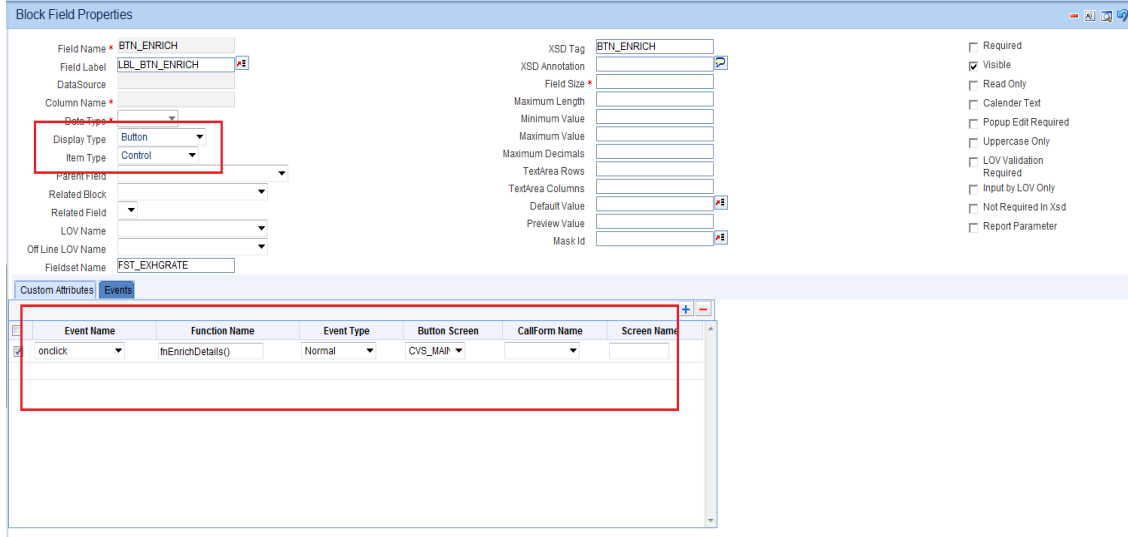 Block Field Properties
Field Name * BTN_ENRICH
Field Label LBL_BTN_ENRICH
DataSource
Column Name *
Data Type *
Display Type Button
Item Type Control
Parent Field
Related Block
Related Field
LOV Name
Off Line LOV Name
Fieldset Name FST_EXHGRATE
XSD Tag BTN_ENRICH
XSD Annotation
Field Size *
Maximum Length
Minimum Value
Maximum Value
Maximum Decimals
TextArea Rows
TextArea Columns
Default Value
Preview Value
Mask Id
Required
Visible
Read Only
Calender Text
Popup Edit Required
Uppercase Only
LOV Validation
Required
Input by LOV Only
Not Required In Xsd
Report Parameter
Custom Attributes Events
Event Name Function Name Event Type Button Screen CallForm Name Screen Name
onclick fnEnrichDetails() Normal